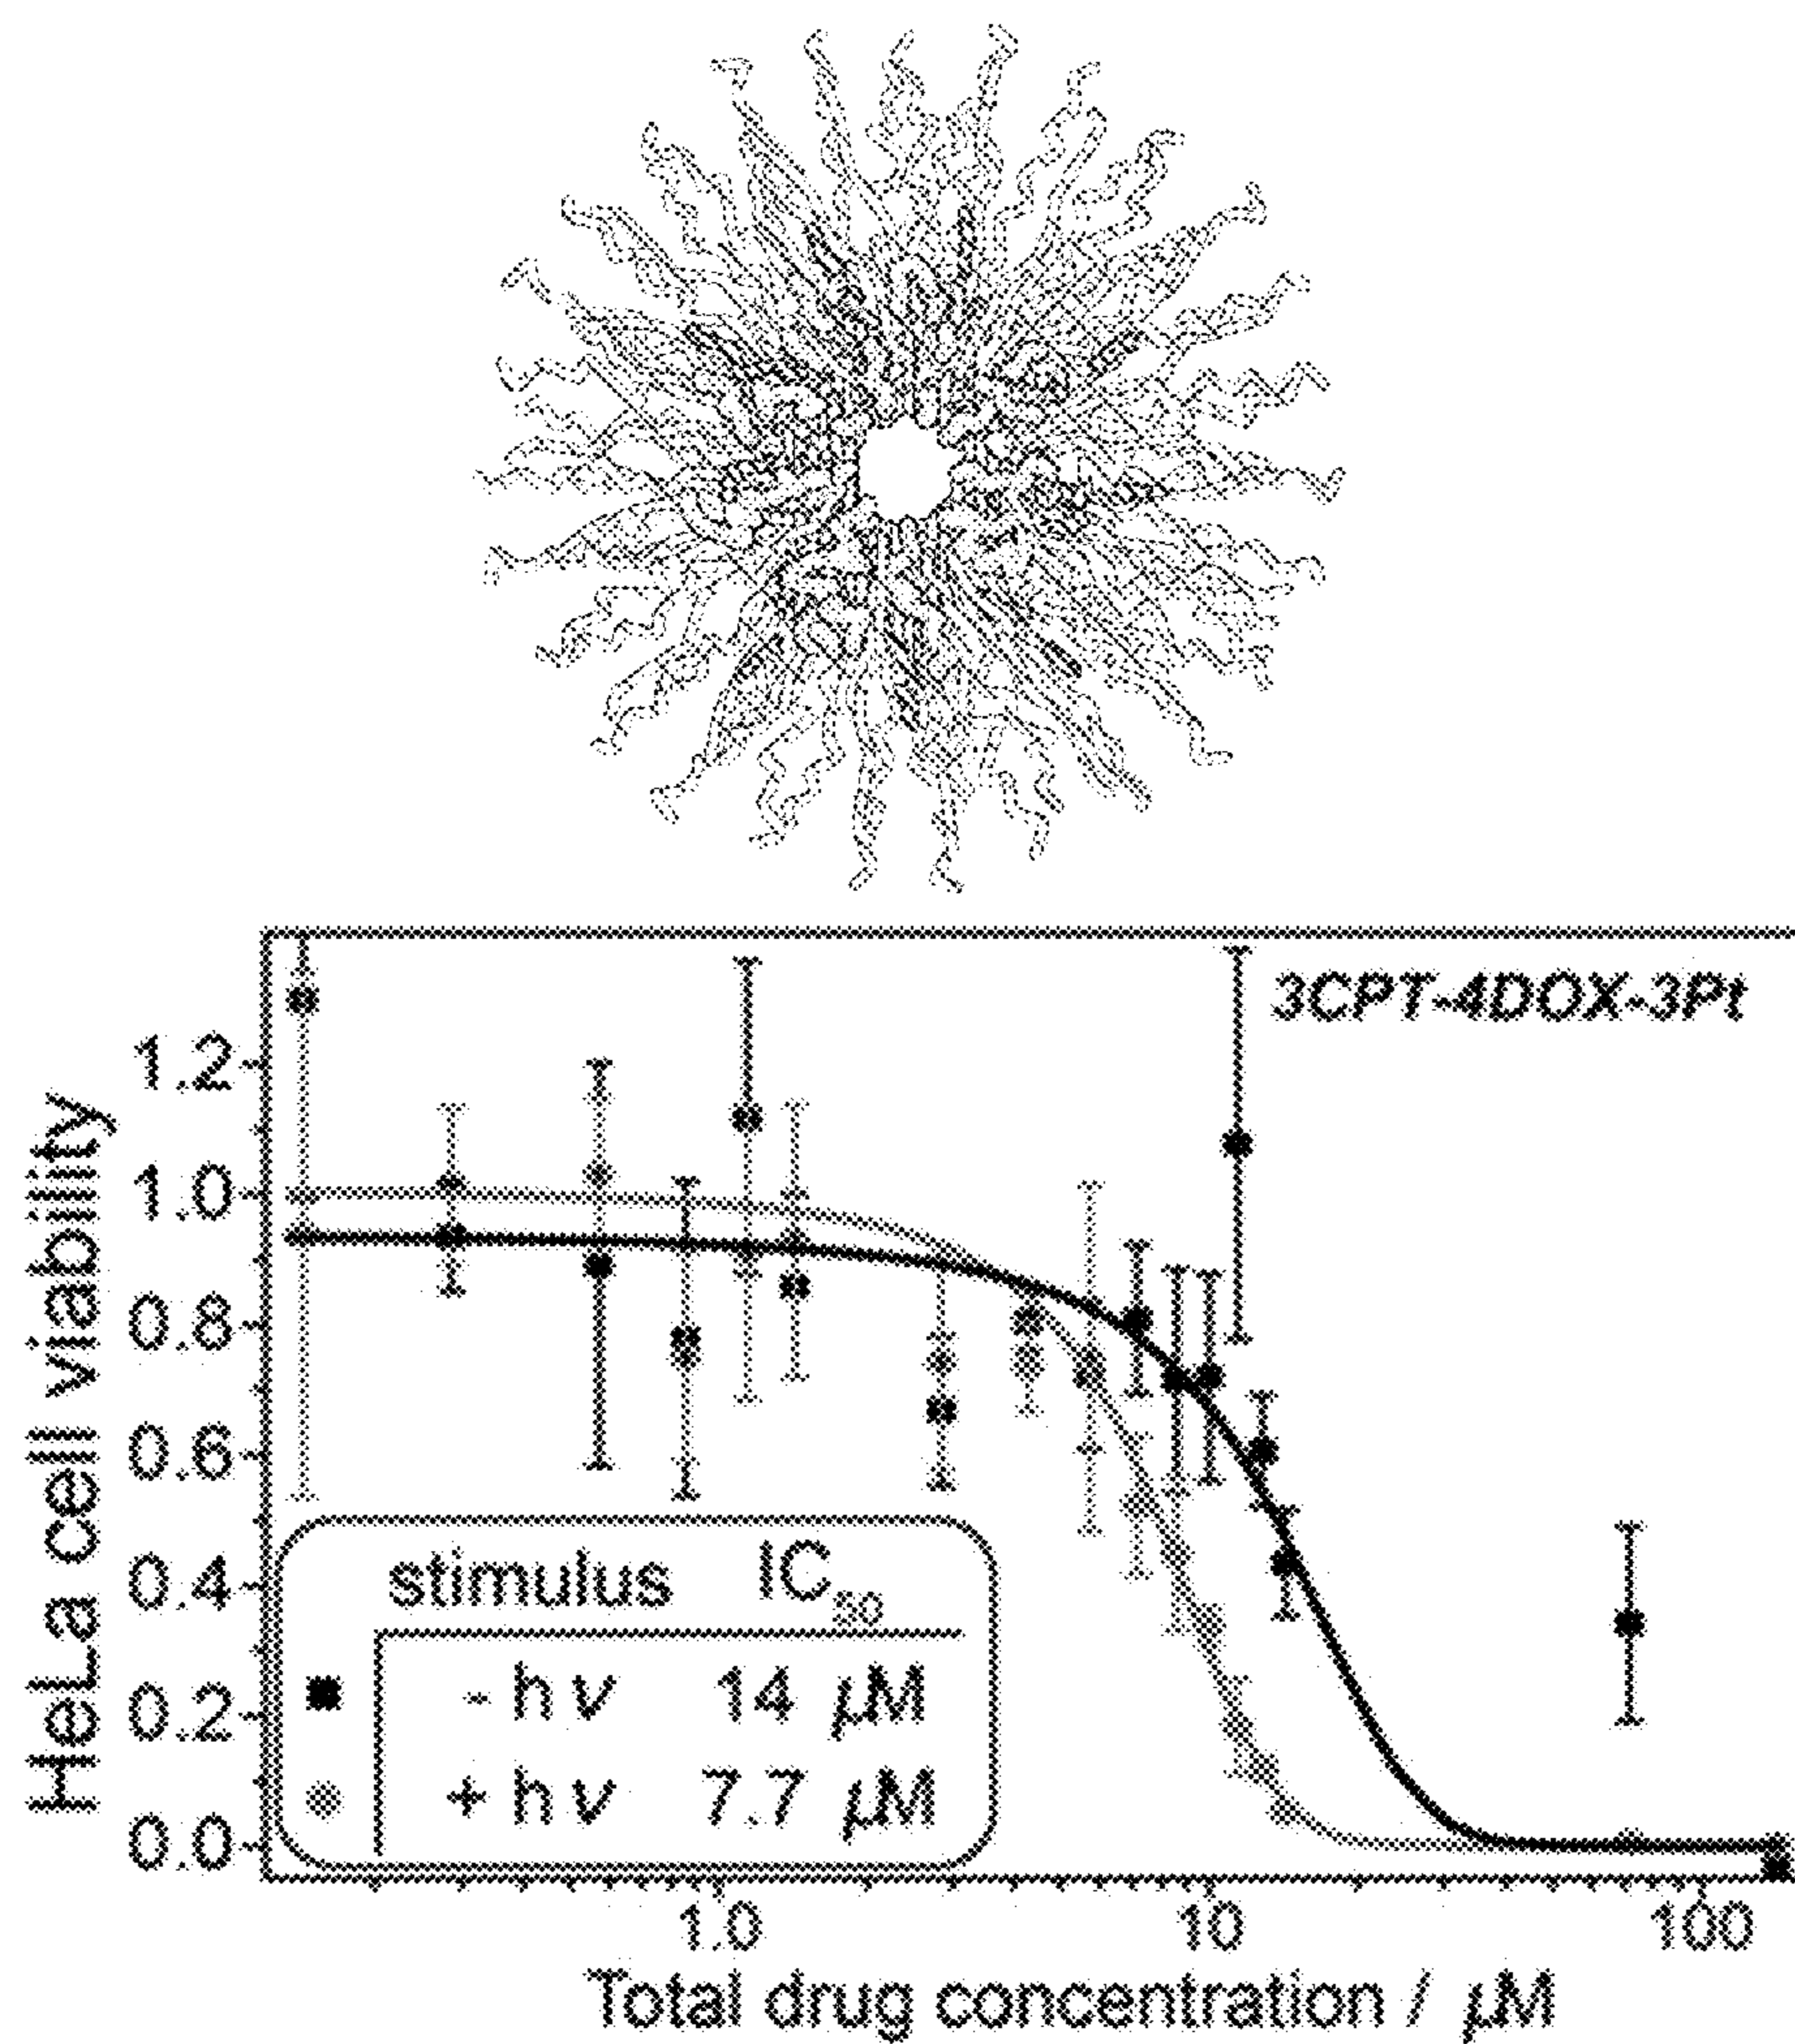 3CPT-4DOX-3Pt
HeLa cell viability
1.2
1.0
0.8
0.6
0.4
0.2
0.0
stimulus IC50
- hν 14 μM
+ hν 7.7 μM
1.0 10 100
Total drug concentration / μM